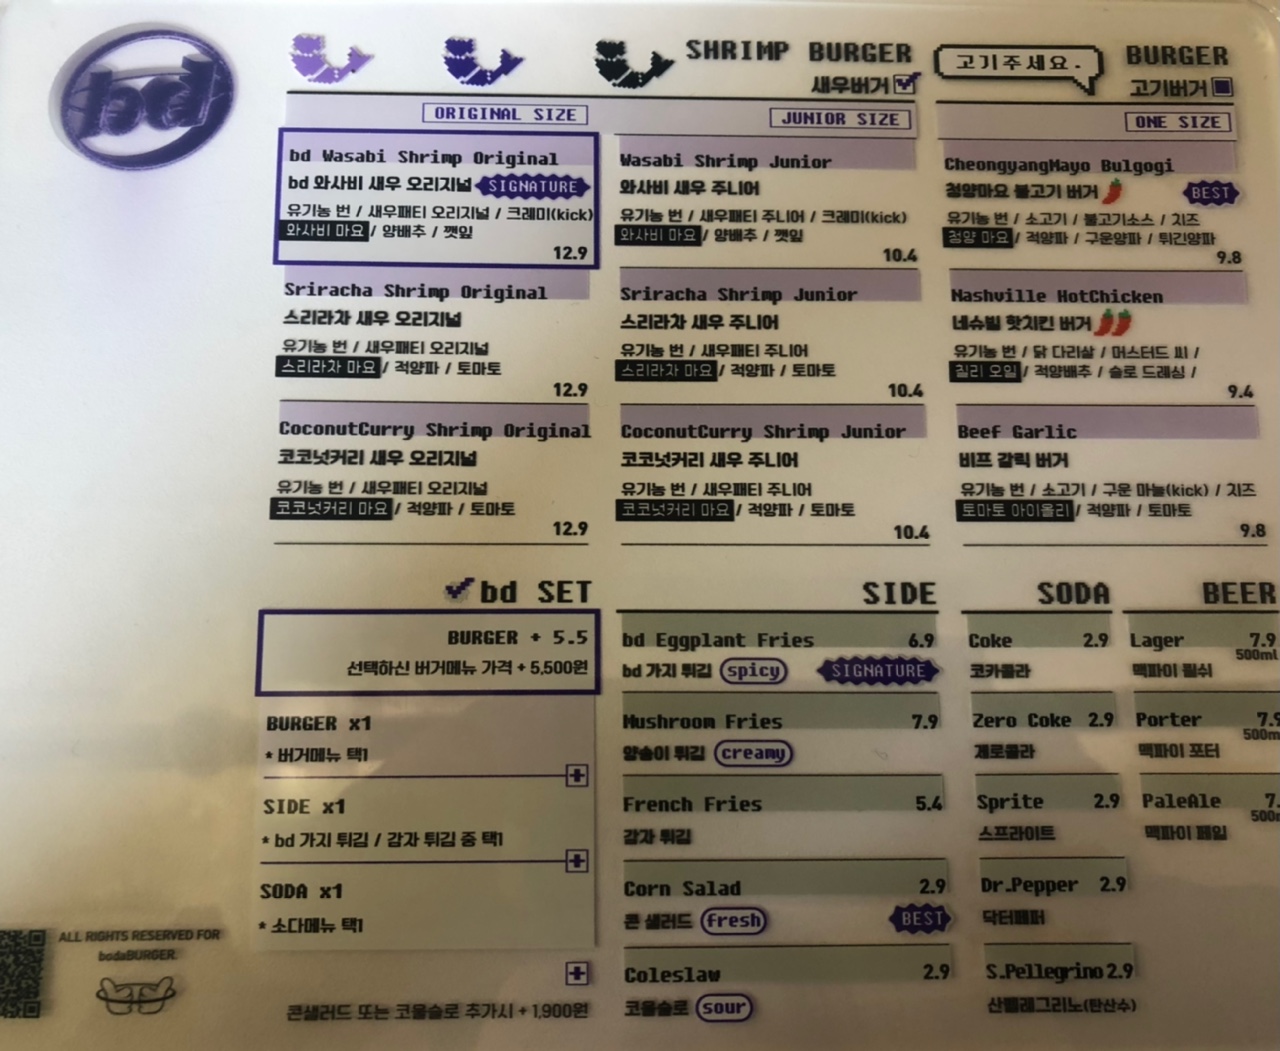 bd
SHRIMP BURGER
새우버거
ORIGINAL SIZE
JUNIOR SIZE
bd Wasabi Shrimp Original
bd 와사비 새우 오리지널 SIGNATURE
유기농 번 / 새우패티 오리지널 / 크래미(kick)
와사비 마요 / 양배추 / 깻잎
12.9
Wasabi Shrimp Junior
와사비 새우 주니어
유기농 번 / 새우패티 주니어 / 크래미(kick)
와사비 마요 / 양배추 / 깻잎
10.4
Sriracha Shrimp Original
스리라차 새우 오리지널
유기농 번 / 새우패티 오리지널
스리라차 마요 / 적양파 / 토마토
12.9
Sriracha Shrimp Junior
스리라차 새우 주니어
유기농 번 / 새우패티 주니어
스리라차 마요 / 적양파 / 토마토
10.4
CoconutCurry Shrimp Original
코코넛커리 새우 오리지널
유기농 번 / 새우패티 오리지널
코코넛커리 마요 / 적양파 / 토마토
12.9
CoconutCurry Shrimp Junior
코코넛커리 새우 주니어
유기농 번 / 새우패티 주니어
코코넛커리 마요 / 적양파 / 토마토
10.4
고기주세요.
BURGER
고기버거
ONE SIZE
CheongyangMayo Bulgogi
청양마요 불고기 버거 BEST
유기농 번 / 소고기 / 불고기소스 / 치즈
청양 마요 / 적양파 / 구운양파 / 튀긴양파
9.8
Nashville HotChicken
네슈빌 핫치킨 버거
유기농 번 / 닭 다리살 / 머스터드 씨 /
칠리 오일 / 적양배추 / 슬로 드레싱 /
9.4
Beef Garlic
비프 갈릭 버거
유기농 번 / 소고기 / 구운 마늘(kick) / 치즈
토마토 아이올리 / 적양파 / 토마토
9.8
bd SET
BURGER + 5.5
선택하신 버거메뉴 가격 + 5,500원
BURGER x1
* 버거메뉴 택1
+
SIDE x1
* bd 가지 튀김 / 감자 튀김 중 택1
+
SODA x1
* 소다메뉴 택1
+
콘샐러드 또는 코울슬로 추가시 + 1,900원
SIDE
bd Eggplant Fries 6.9
bd 가지 튀김 spicy SIGNATURE
Mushroom Fries 7.9
양송이 튀김 creamy
French Fries 5.4
감자 튀김
Corn Salad 2.9
콘 샐러드 fresh BEST
Coleslaw 2.9
코울슬로 sour
SODA
Coke 2.9
코카콜라
Zero Coke 2.9
제로콜라
Sprite 2.9
스프라이트
Dr.Pepper 2.9
닥터페퍼
S.Pellegrino 2.9
산펠레그리노(탄산수)
BEER
Lager 7.9
500ml
맥파이 필쉬
Porter 7.9
500m
맥파이 포터
PaleAle 7.
500
맥파이 페일
ALL RIGHTS RESERVED FOR
bodaBURGER.